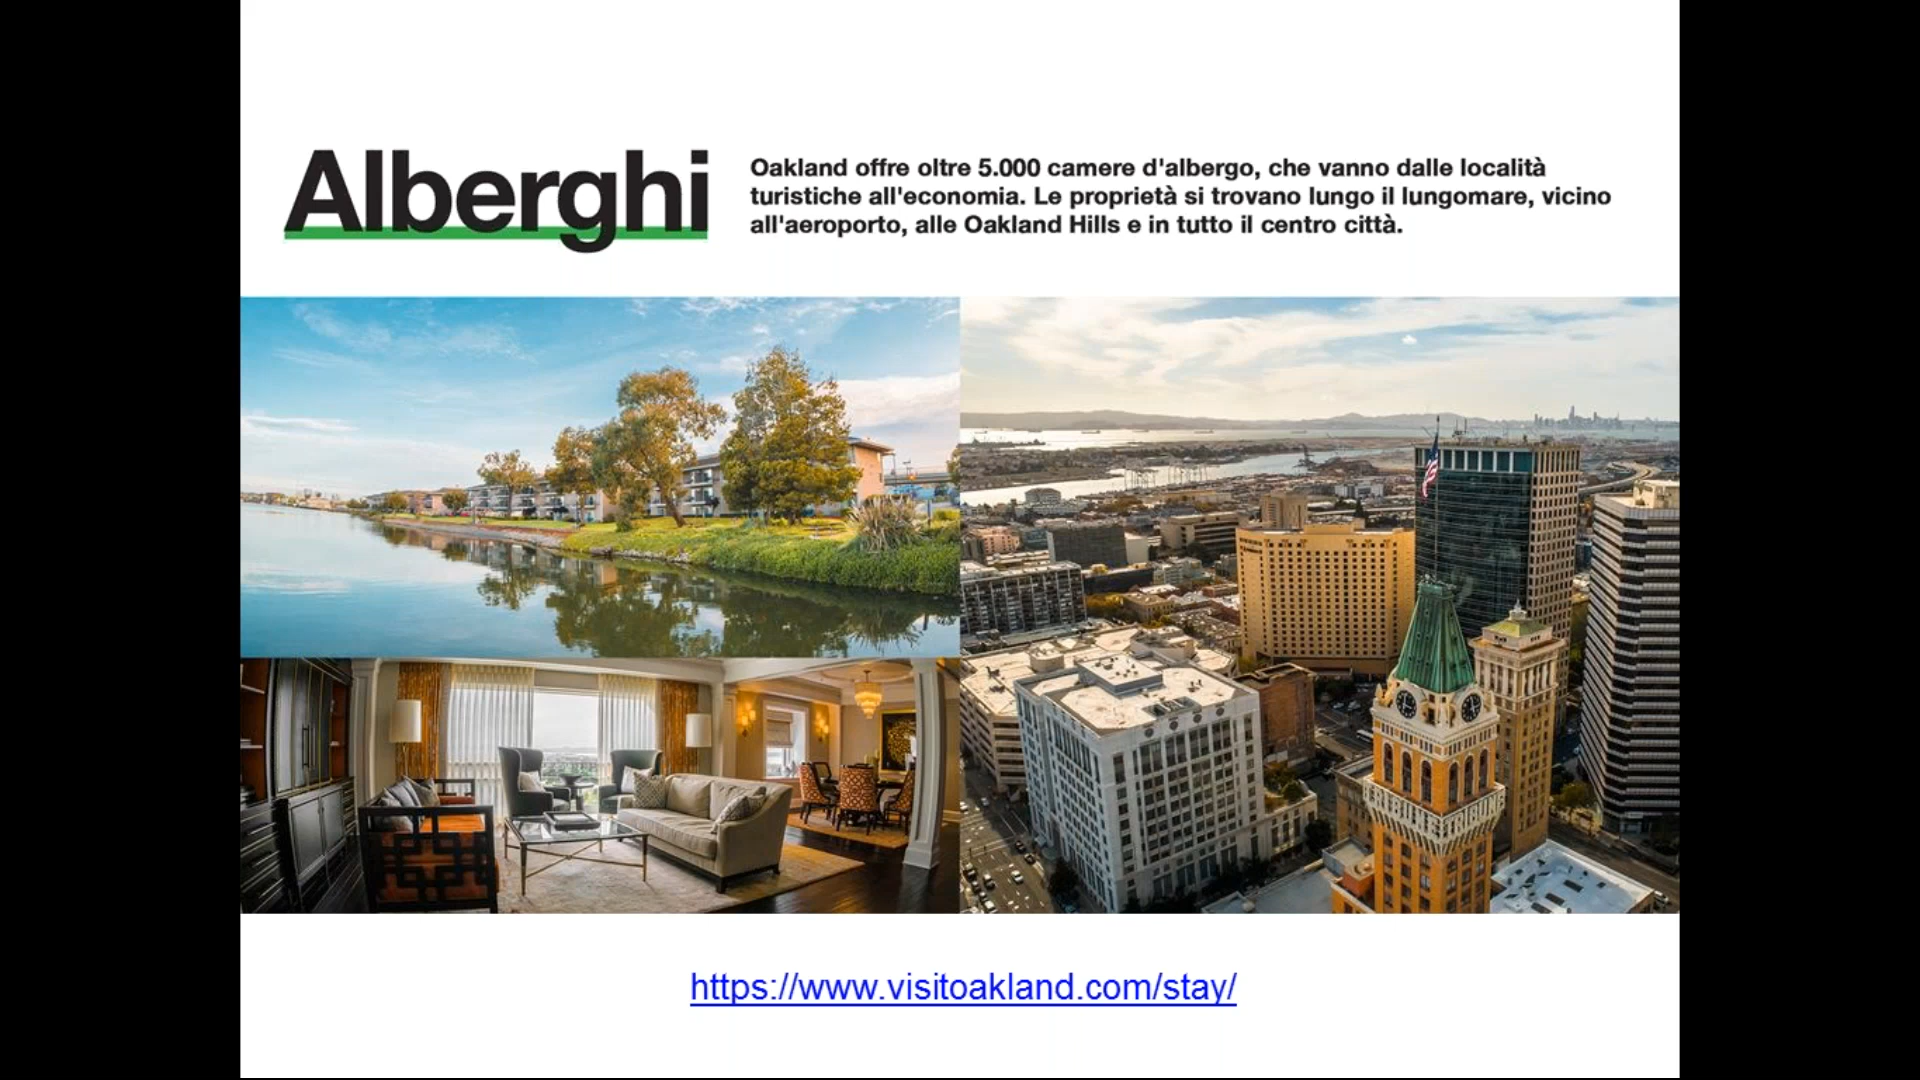 Alberghi
Oakland offre oltre 5.000 camere d'albergo, che vanno dalle località
turistiche all'economia. Le proprietà si trovano lungo il lungomare, vicino
all'aeroporto, alle Oakland Hills e in tutto il centro città.
https://www.visitoakland.com/stay/